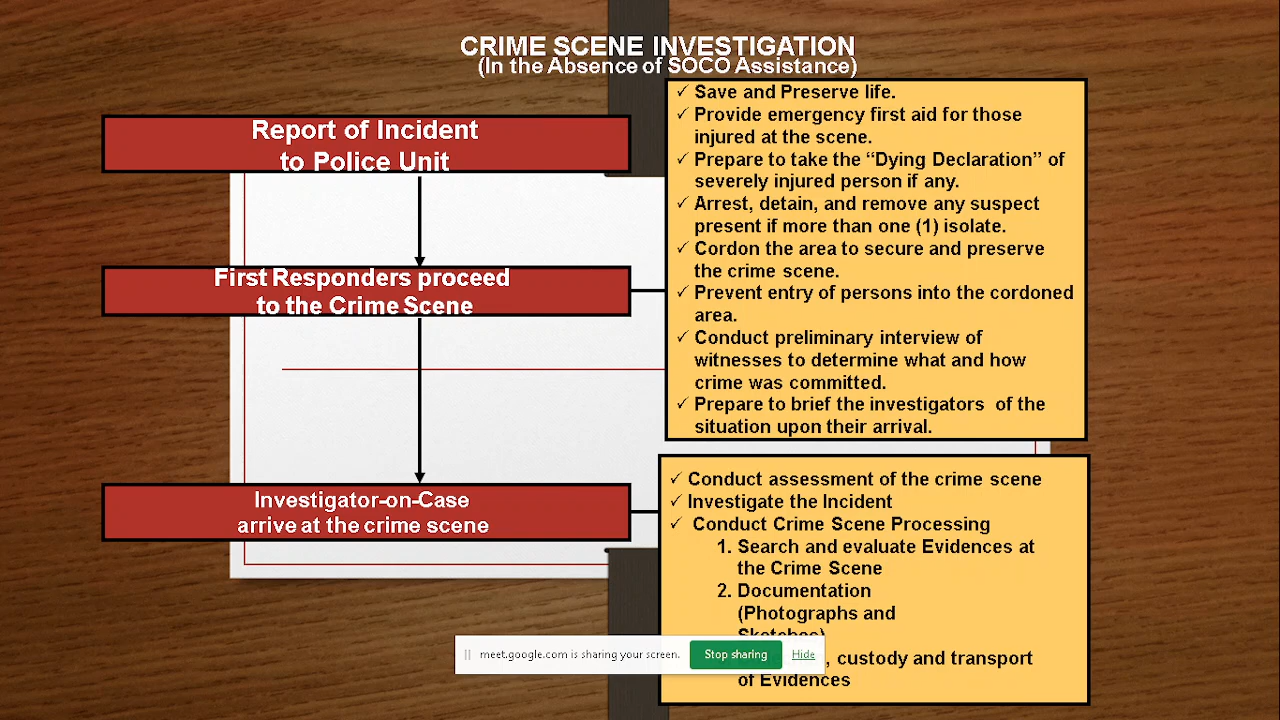 CRIME SCENE INVESTIGATION
(In the Absence of SOCO Assistance)
Report of Incident
to Police Unit
First Responders proceed
to the Crime Scene
Investigator-on-Case
arrive at the crime scene
✓ Save and Preserve life.
✓ Provide emergency first aid for those
injured at the scene.
✓ Prepare to take the “Dying Declaration” of
severely injured person if any.
✓ Arrest, detain, and remove any suspect
present if more than one (1) isolate.
✓ Cordon the area to secure and preserve
the crime scene.
✓ Prevent entry of persons into the cordoned
area.
✓ Conduct preliminary interview of
witnesses to determine what and how
crime was committed.
✓ Prepare to brief the investigators of the
situation upon their arrival.
✓ Conduct assessment of the crime scene
✓ Investigate the Incident
✓ Conduct Crime Scene Processing
1. Search and evaluate Evidences at
the Crime Scene
2. Documentation
(Photographs and
Sketches)
, custody and transport
of Evidences
meet.google.com is sharing your screen.
Stop sharing
Hide